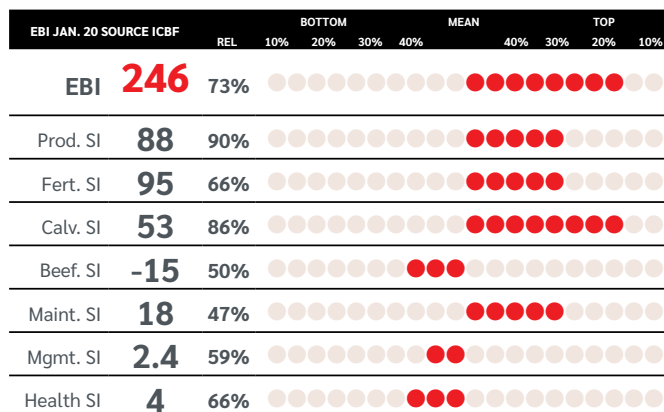 EBI JAN. 20 SOURCE ICBF REL BOTTOM MEAN TOP
10% 20% 30% 40% 40% 30% 20% 10%
EBI 246 73%
Prod. SI 88 90%
Fert. SI 95 66%
Calv. SI 53 86%
Beef. SI -15 50%
Maint. SI 18 47%
Mgmt. SI 2.4 59%
Health SI 4 66%